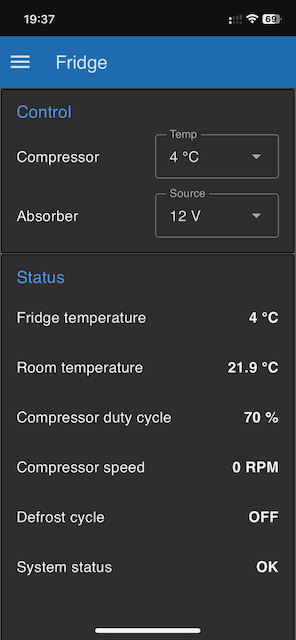 19:37
69
Fridge
Control
Temp
Compressor 4 °C
Source
Absorber 12 V
Status
Fridge temperature 4 °C
Room temperature 21.9 °C
Compressor duty cycle 70 %
Compressor speed 0 RPM
Defrost cycle OFF
System status OK